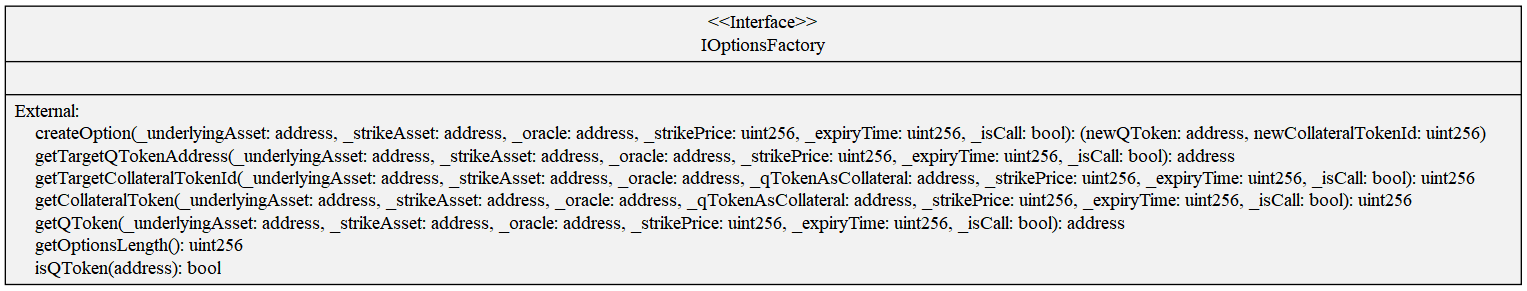 <<Interface>>
IOptionsFactory
External:
createOption(_underlyingAsset: address, _strikeAsset: address, _oracle: address, _strikePrice: uint256, _expiryTime: uint256, _isCall: bool): (newQToken: address, newCollateralTokenId: uint256)
getTargetQTokenAddress(_underlyingAsset: address, _strikeAsset: address, _oracle: address, _strikePrice: uint256, _expiryTime: uint256, _isCall: bool): address
getTargetCollateralTokenId(_underlyingAsset: address, _strikeAsset: address, _oracle: address, _qTokenAsCollateral: address, _strikePrice: uint256, _expiryTime: uint256, _isCall: bool): uint256
getCollateralToken(_underlyingAsset: address, _strikeAsset: address, _oracle: address, _qTokenAsCollateral: address, _strikePrice: uint256, _expiryTime: uint256, _isCall: bool): uint256
getQToken(_underlyingAsset: address, _strikeAsset: address, _oracle: address, _strikePrice: uint256, _expiryTime: uint256, _isCall: bool): address
getOptionsLength(): uint256
isQToken(address): bool